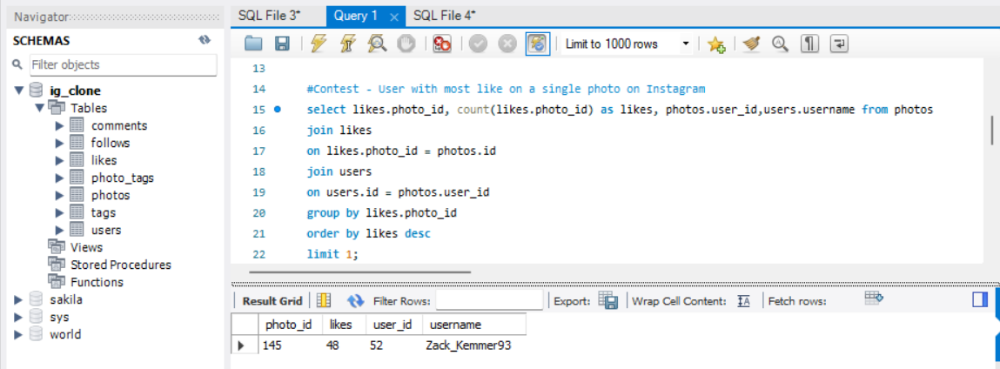 Navigator
SQL File 3*
Query 1
SQL File 4*
SCHEMAS
Filter objects
ig_clone
Tables
comments
follows
likes
photo_tags
photos
tags
users
Views
Stored Procedures
Functions
sakila
sys
world
Limit to 1000 rows
13
14 #Contest - User with most like on a single photo on Instagram
15 select likes.photo_id, count(likes.photo_id) as likes, photos.user_id,users.username from photos
16 join likes
17 on likes.photo_id = photos.id
18 join users
19 on users.id = photos.user_id
20 group by likes.photo_id
21 order by likes desc
22 limit 1;
Result Grid Filter Rows: Export: Wrap Cell Content: IA Fetch rows:
photo_id likes user_id username
145 48 52 Zack_Kemmer93